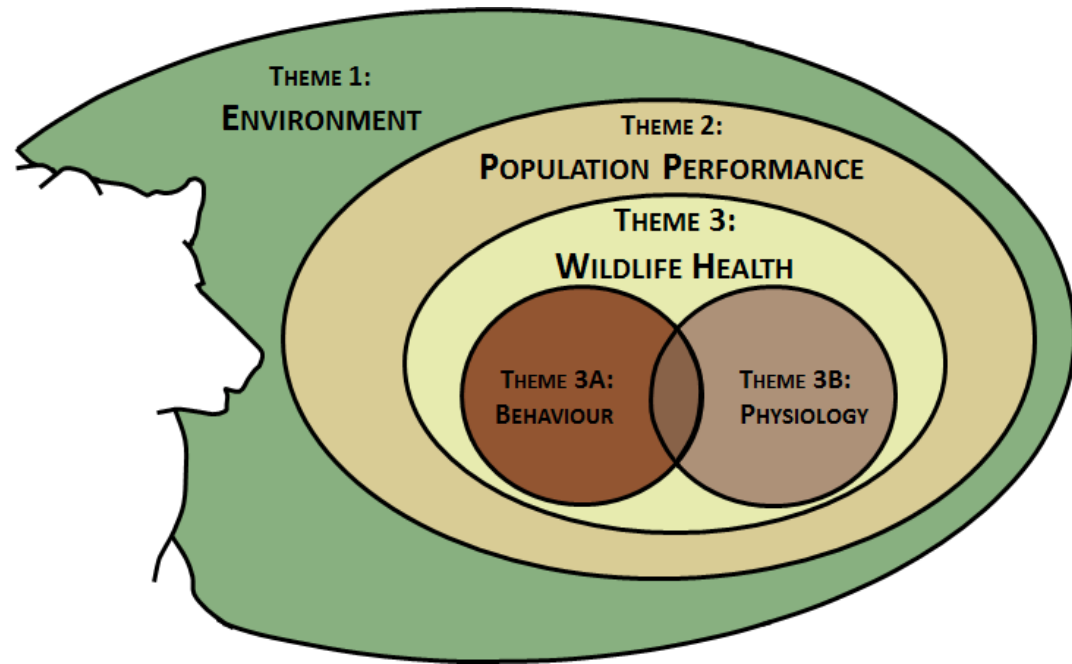 Theme 1:
Environment
Theme 2:
Population Performance
Theme 3:
Wildlife Health
Theme 3A:
Behaviour
Theme 3B:
Physiology